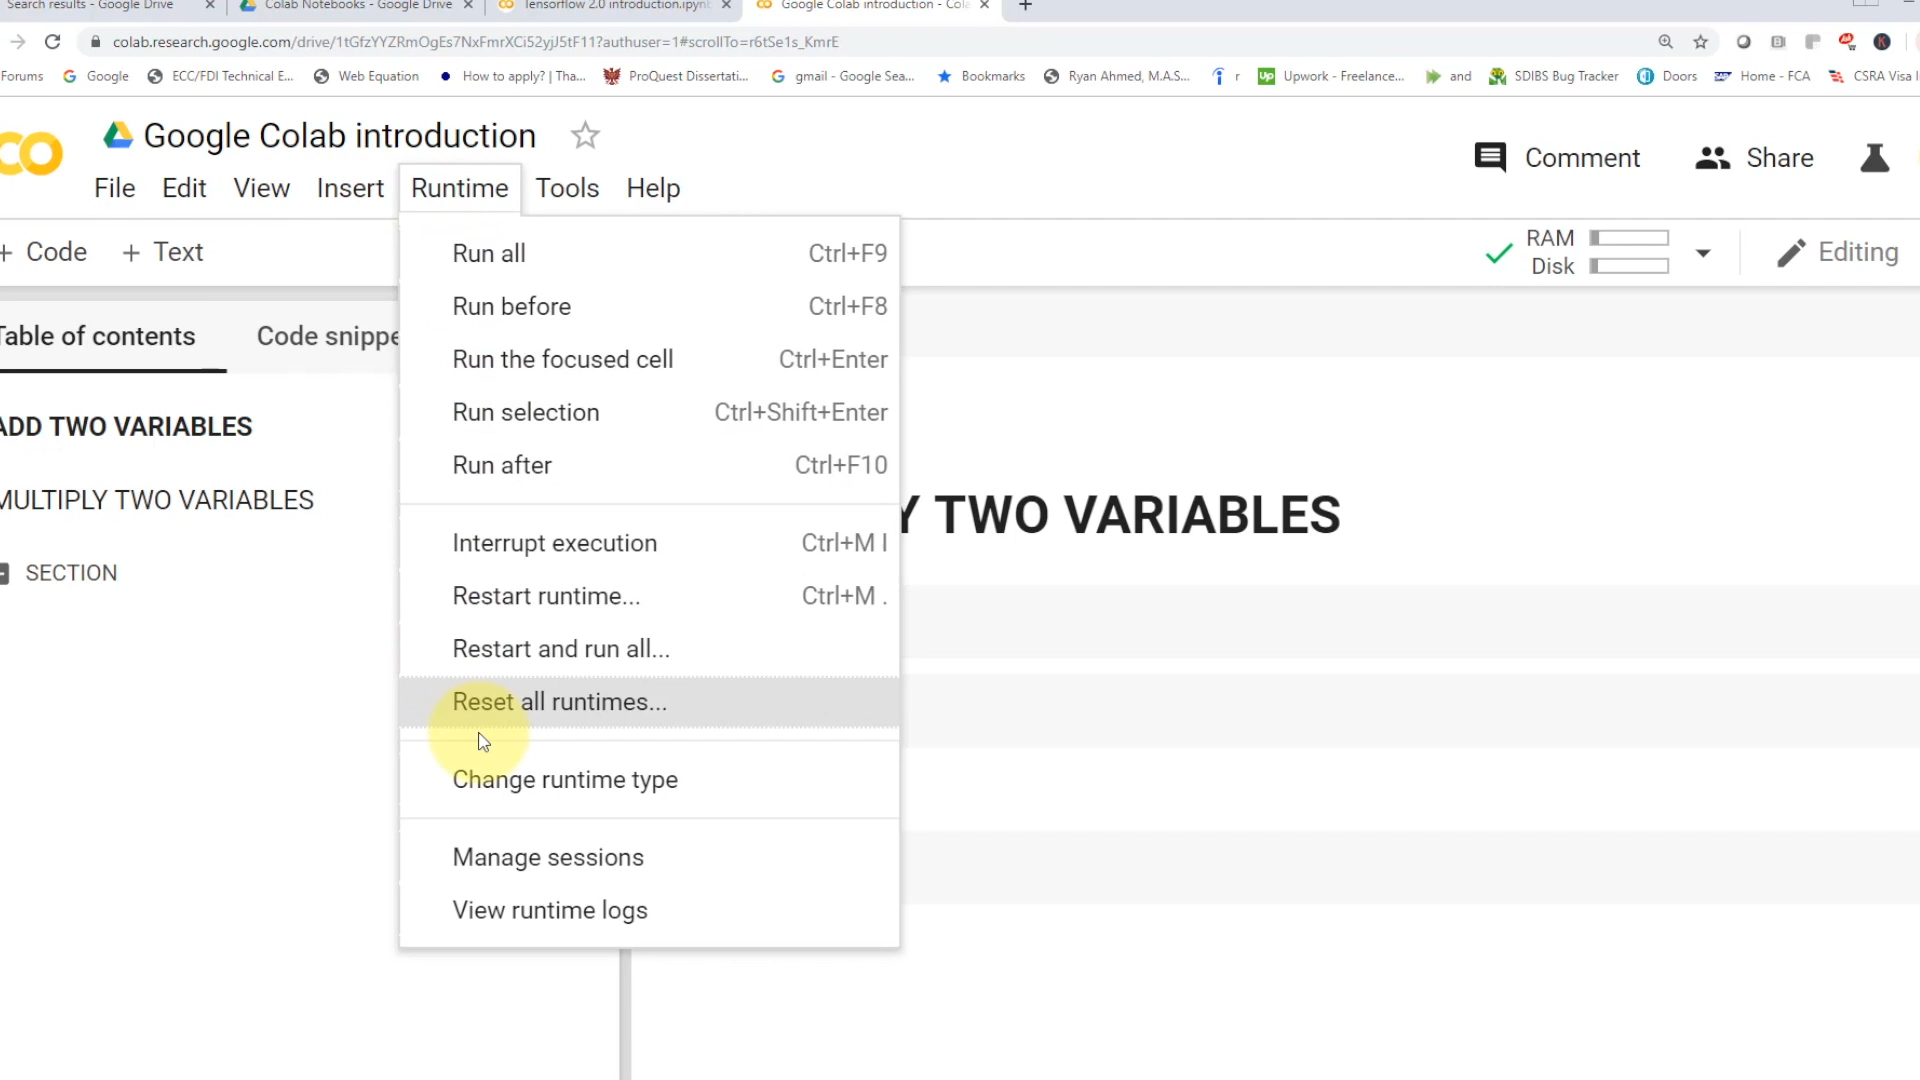 Search results - Google Drive
Colab Notebooks - Google Drive
Tensorflow 2.0 introduction.ipynb
Google Colab introduction - Cola
colab.research.google.com/drive/1tGfzYYZRmOgEs7NxFmrXCi52yjJ5tF11?authuser=1#scrollTo=r6tSe1s_KmrE
Forums Google ECC/FDI Technical E... Web Equation How to apply? | Tha... ProQuest Dissertati... gmail - Google Sea... Bookmarks Ryan Ahmed, M.A.S... r Upwork - Freelance... and SDIBS Bug Tracker Doors Home - FCA CSRA Visa I
Google Colab introduction
Comment Share
File Edit View Insert Runtime Tools Help
+ Code + Text
RAM
Disk
Editing
Table of contents Code snippe
ADD TWO VARIABLES
MULTIPLY TWO VARIABLES
SECTION
Run all Ctrl+F9
Run before Ctrl+F8
Run the focused cell Ctrl+Enter
Run selection Ctrl+Shift+Enter
Run after Ctrl+F10
Interrupt execution Ctrl+M I
Restart runtime... Ctrl+M .
Restart and run all...
Reset all runtimes...
Change runtime type
Manage sessions
View runtime logs
Y TWO VARIABLES